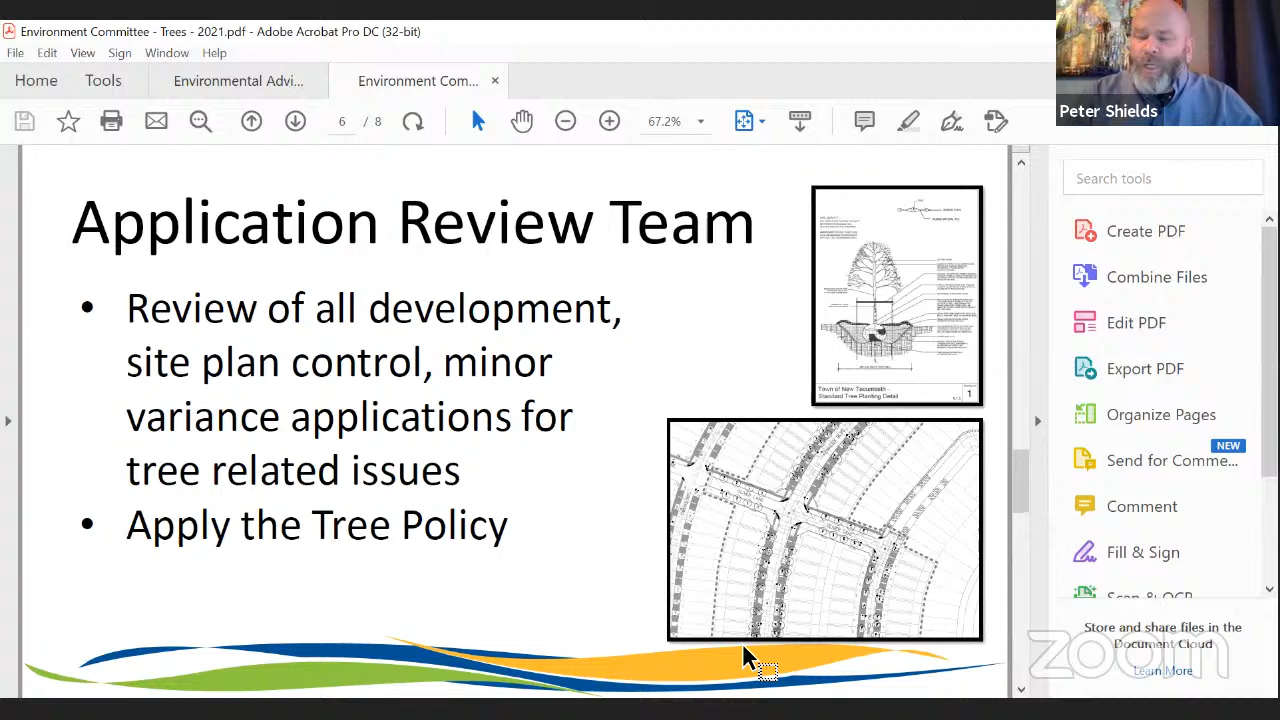 Environment Committee - Trees - 2021.pdf - Adobe Acrobat Pro DC (32-bit)
File Edit View Sign Window Help
Home Tools Environmental Advi... Environment Com... ×
6 / 8 67.2%
Peter Shields
Application Review Team
• Review of all development,
site plan control, minor
variance applications for
tree related issues
• Apply the Tree Policy
Town of New Tecumseth -
Standard Tree Planting Detail
1
Search tools
Create PDF
Combine Files
Edit PDF
Export PDF
Organize Pages
NEW
Send for Comme...
Comment
Fill & Sign
Scan & OCR
Store and share files in the
Document Cloud
Learn More
zoom